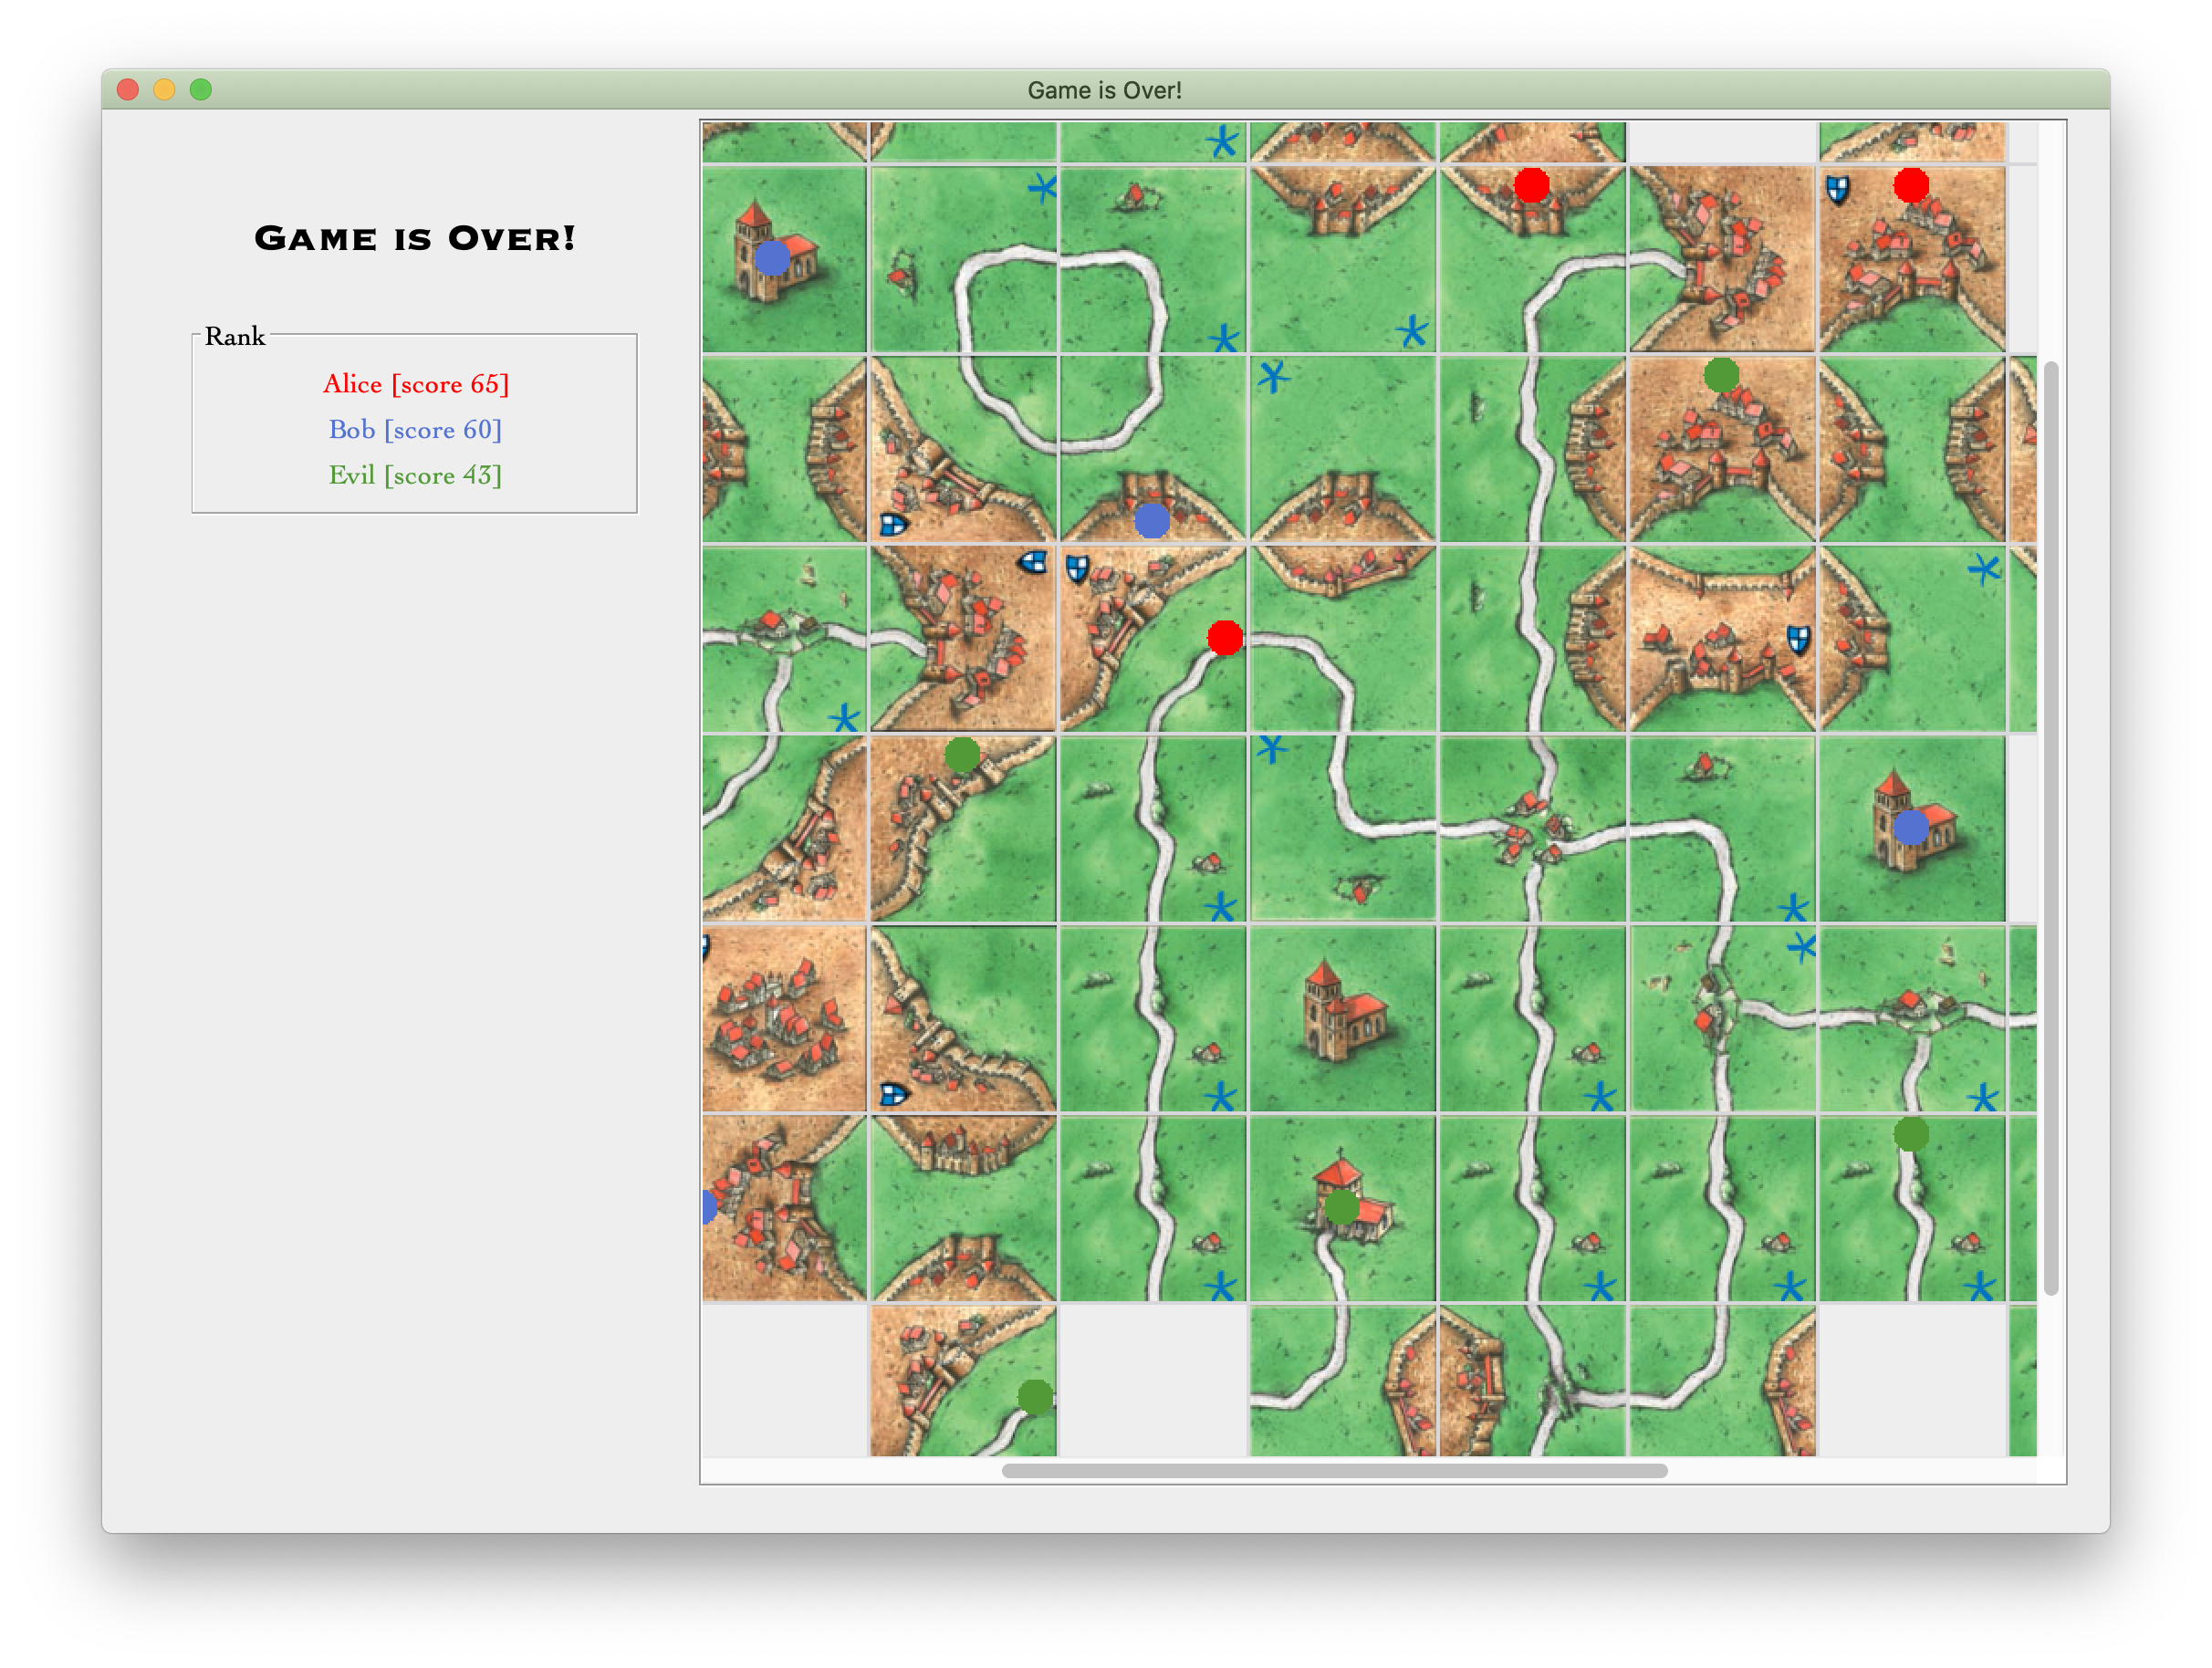 Game is Over!
GAME IS OVER!
Rank
Alice [score 65]
Bob [score 60]
Evil [score 43]